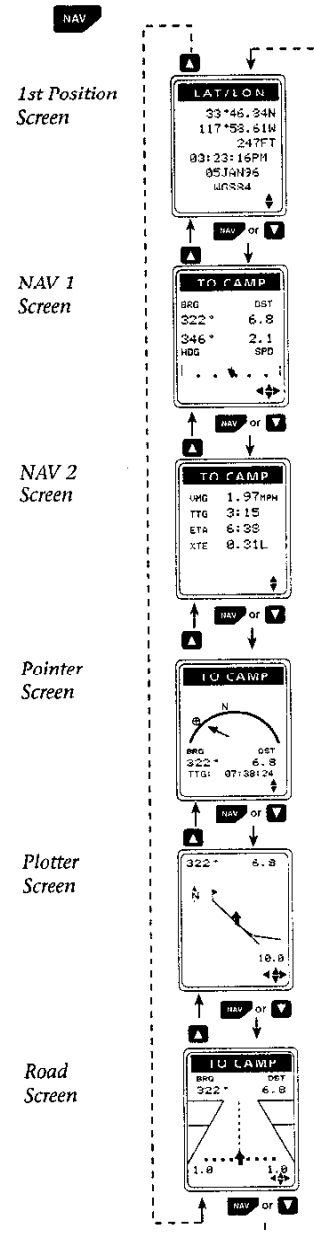 NAV
1st Position
Screen
LAT/LON
33°46.34N
117°53.61W
247FT
03:23:16PM
05JAN96
WGS84
NAV or
NAV 1
Screen
TO CAMP
BRG DST
322° 6.8
346° 2.1
HDG SPD
NAV or
NAV 2
Screen
TO CAMP
VMG 1.97MPH
TTG 3:15
ETA 6:38
XTE 0.31L
NAV or
Pointer
Screen
TO CAMP
N
BRG DST
322° 6.8
TTG: 07:38:24
NAV or
Plotter
Screen
322° 6.8
N
10.0
NAV or
Road
Screen
TO CAMP
BRG DST
322° 6.8
1.0 1.0
NAV or